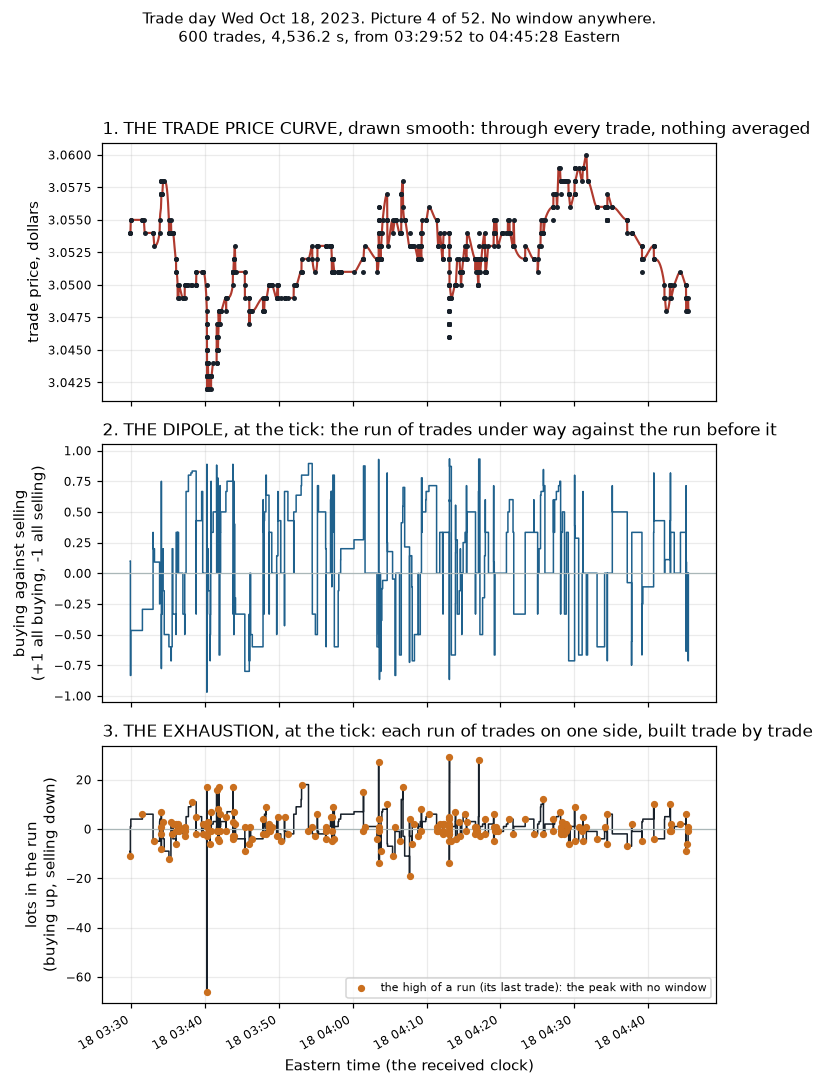 Trade day Wed Oct 18, 2023. Picture 4 of 52. No window anywhere.
600 trades, 4,536.2 s, from 03:29:52 to 04:45:28 Eastern
1. THE TRADE PRICE CURVE, drawn smooth: through every trade, nothing averaged
trade price, dollars
3.0600
3.0575
3.0550
3.0525
3.0500
3.0475
3.0450
3.0425
2. THE DIPOLE, at the tick: the run of trades under way against the run before it
buying against selling
(+1 all buying, -1 all selling)
1.00
0.75
0.50
0.25
0.00
−0.25
−0.50
−0.75
−1.00
3. THE EXHAUSTION, at the tick: each run of trades on one side, built trade by trade
lots in the run
(buying up, selling down)
20
0
−20
−40
−60
the high of a run (its last trade): the peak with no window
18 03:30
18 03:40
18 03:50
18 04:00
18 04:10
18 04:20
18 04:30
18 04:40
Eastern time (the received clock)